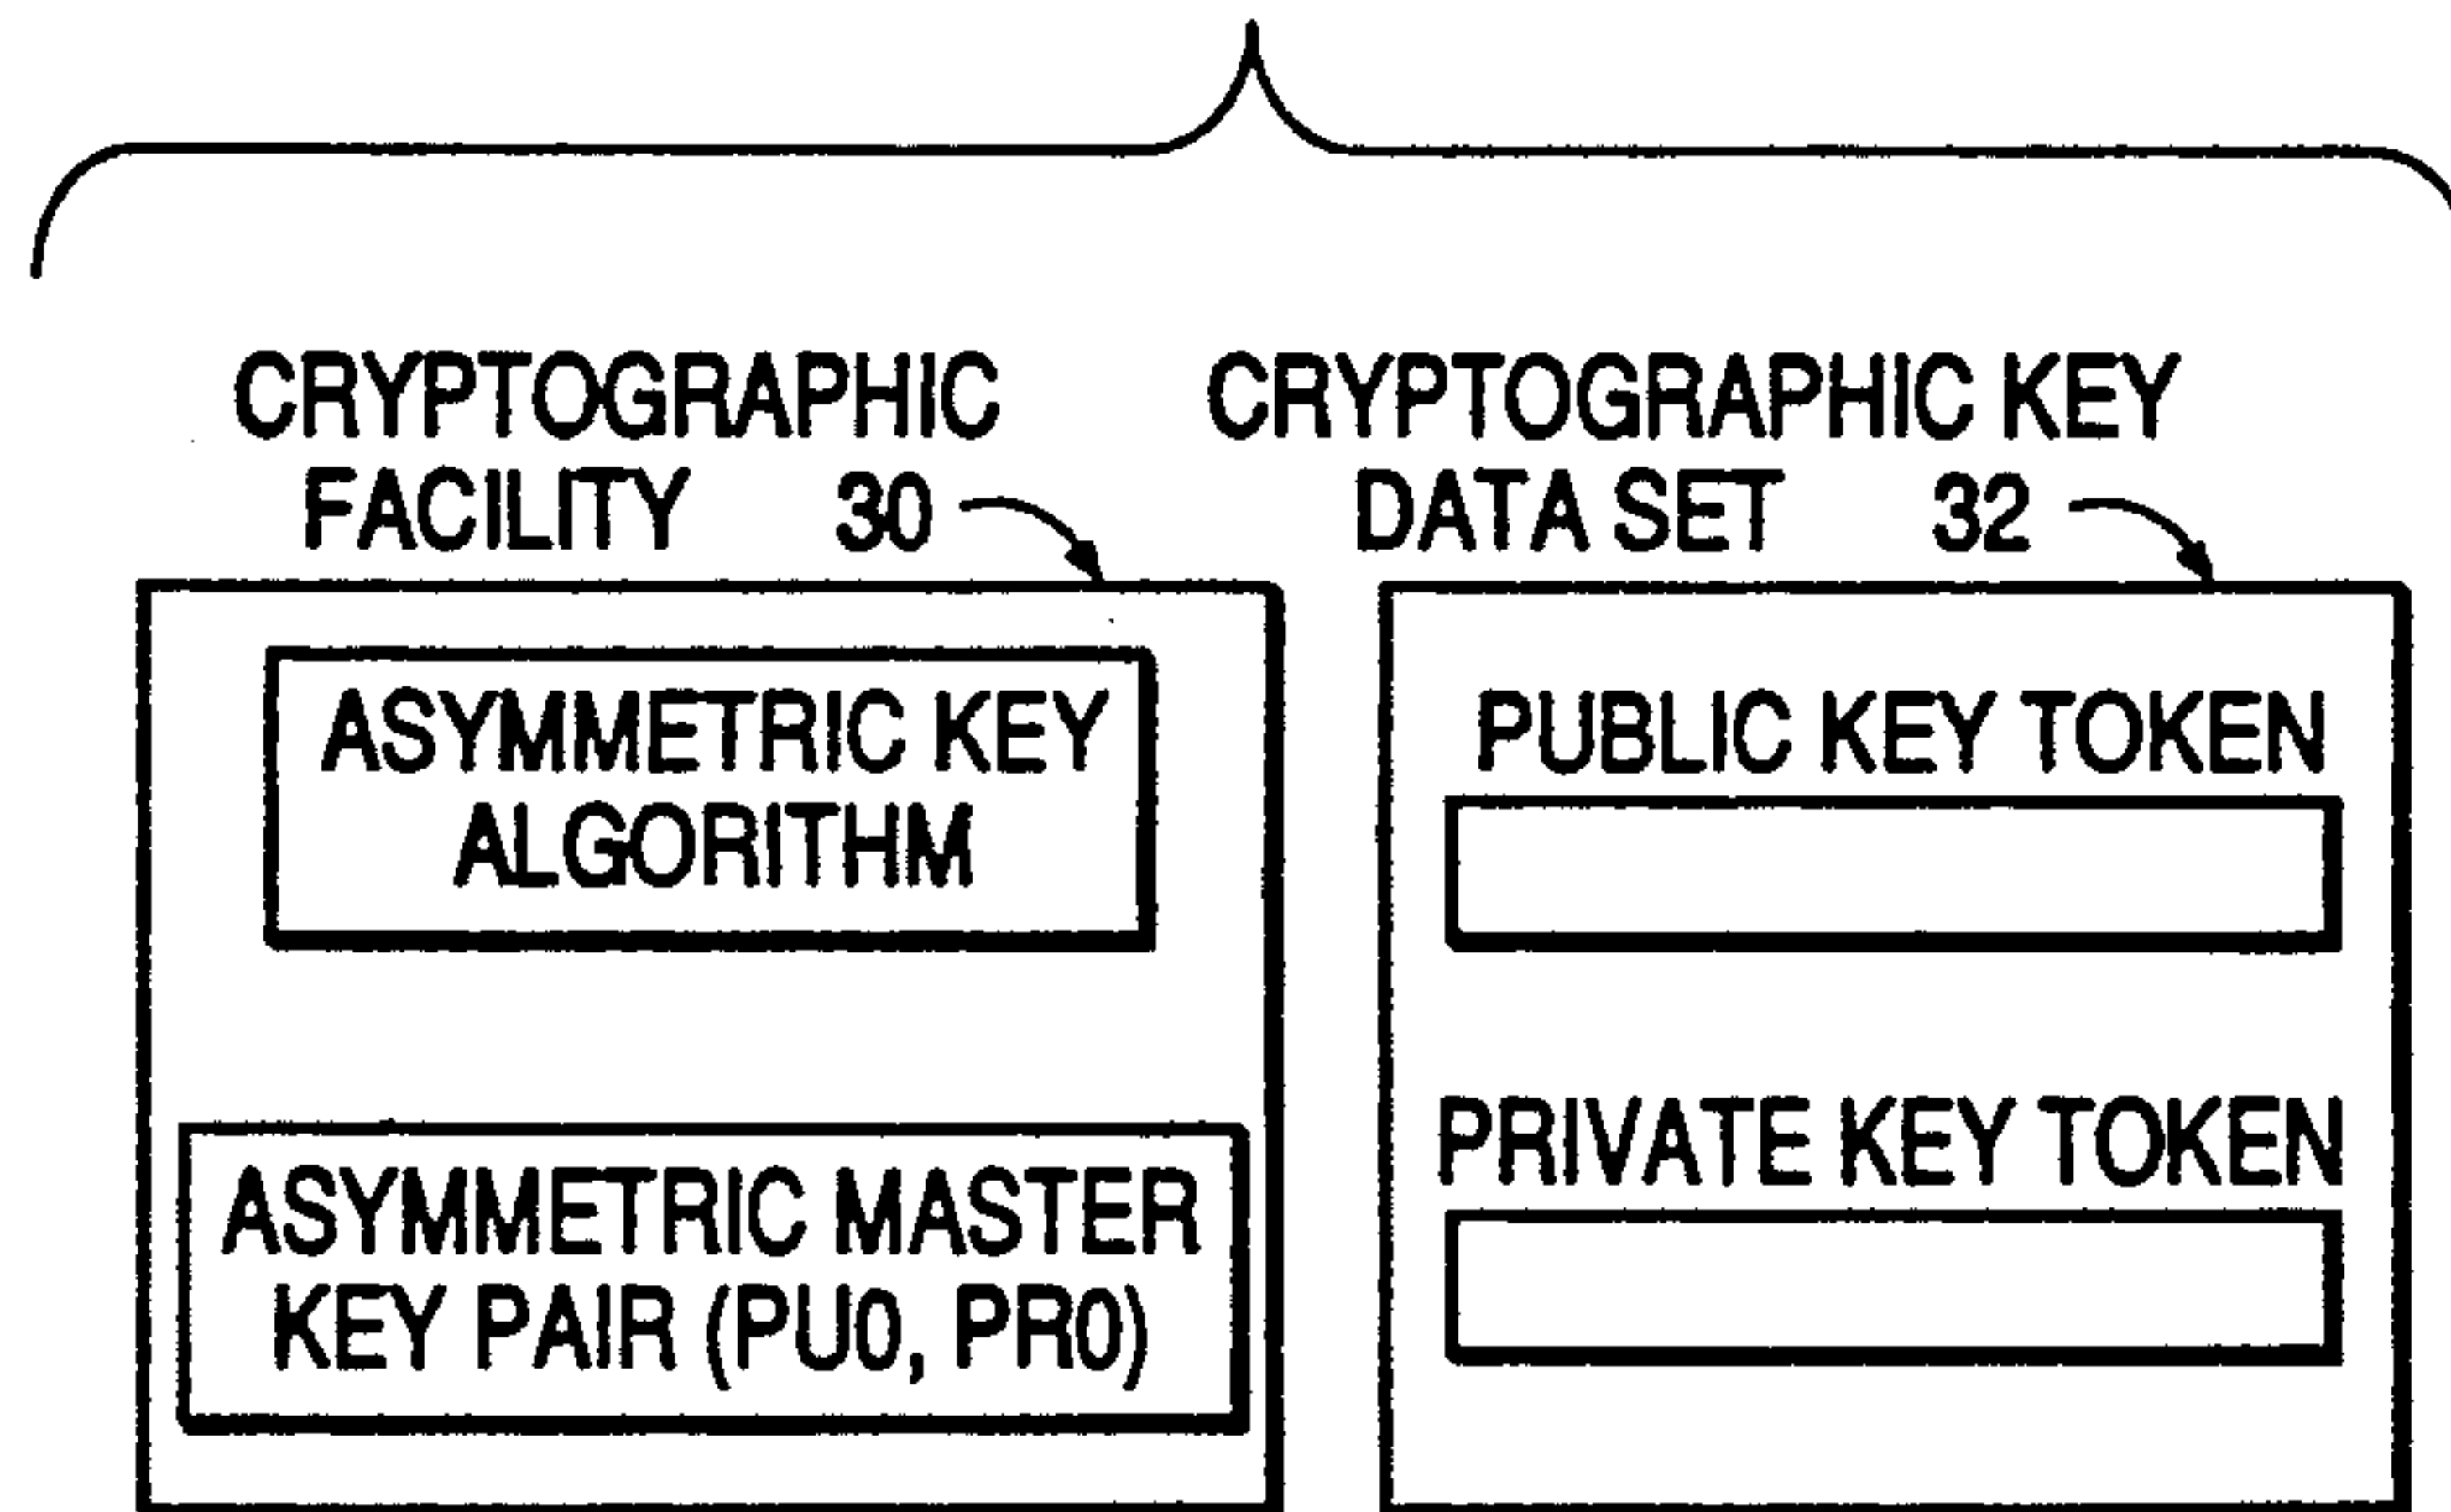 CRYPTOGRAPHIC
FACILITY 30
CRYPTOGRAPHIC KEY
DATA SET 32
ASYMMETRIC KEY
ALGORITHM
ASYMMETRIC MASTER
KEY PAIR (PU0, PR0)
PUBLIC KEY TOKEN
PRIVATE KEY TOKEN